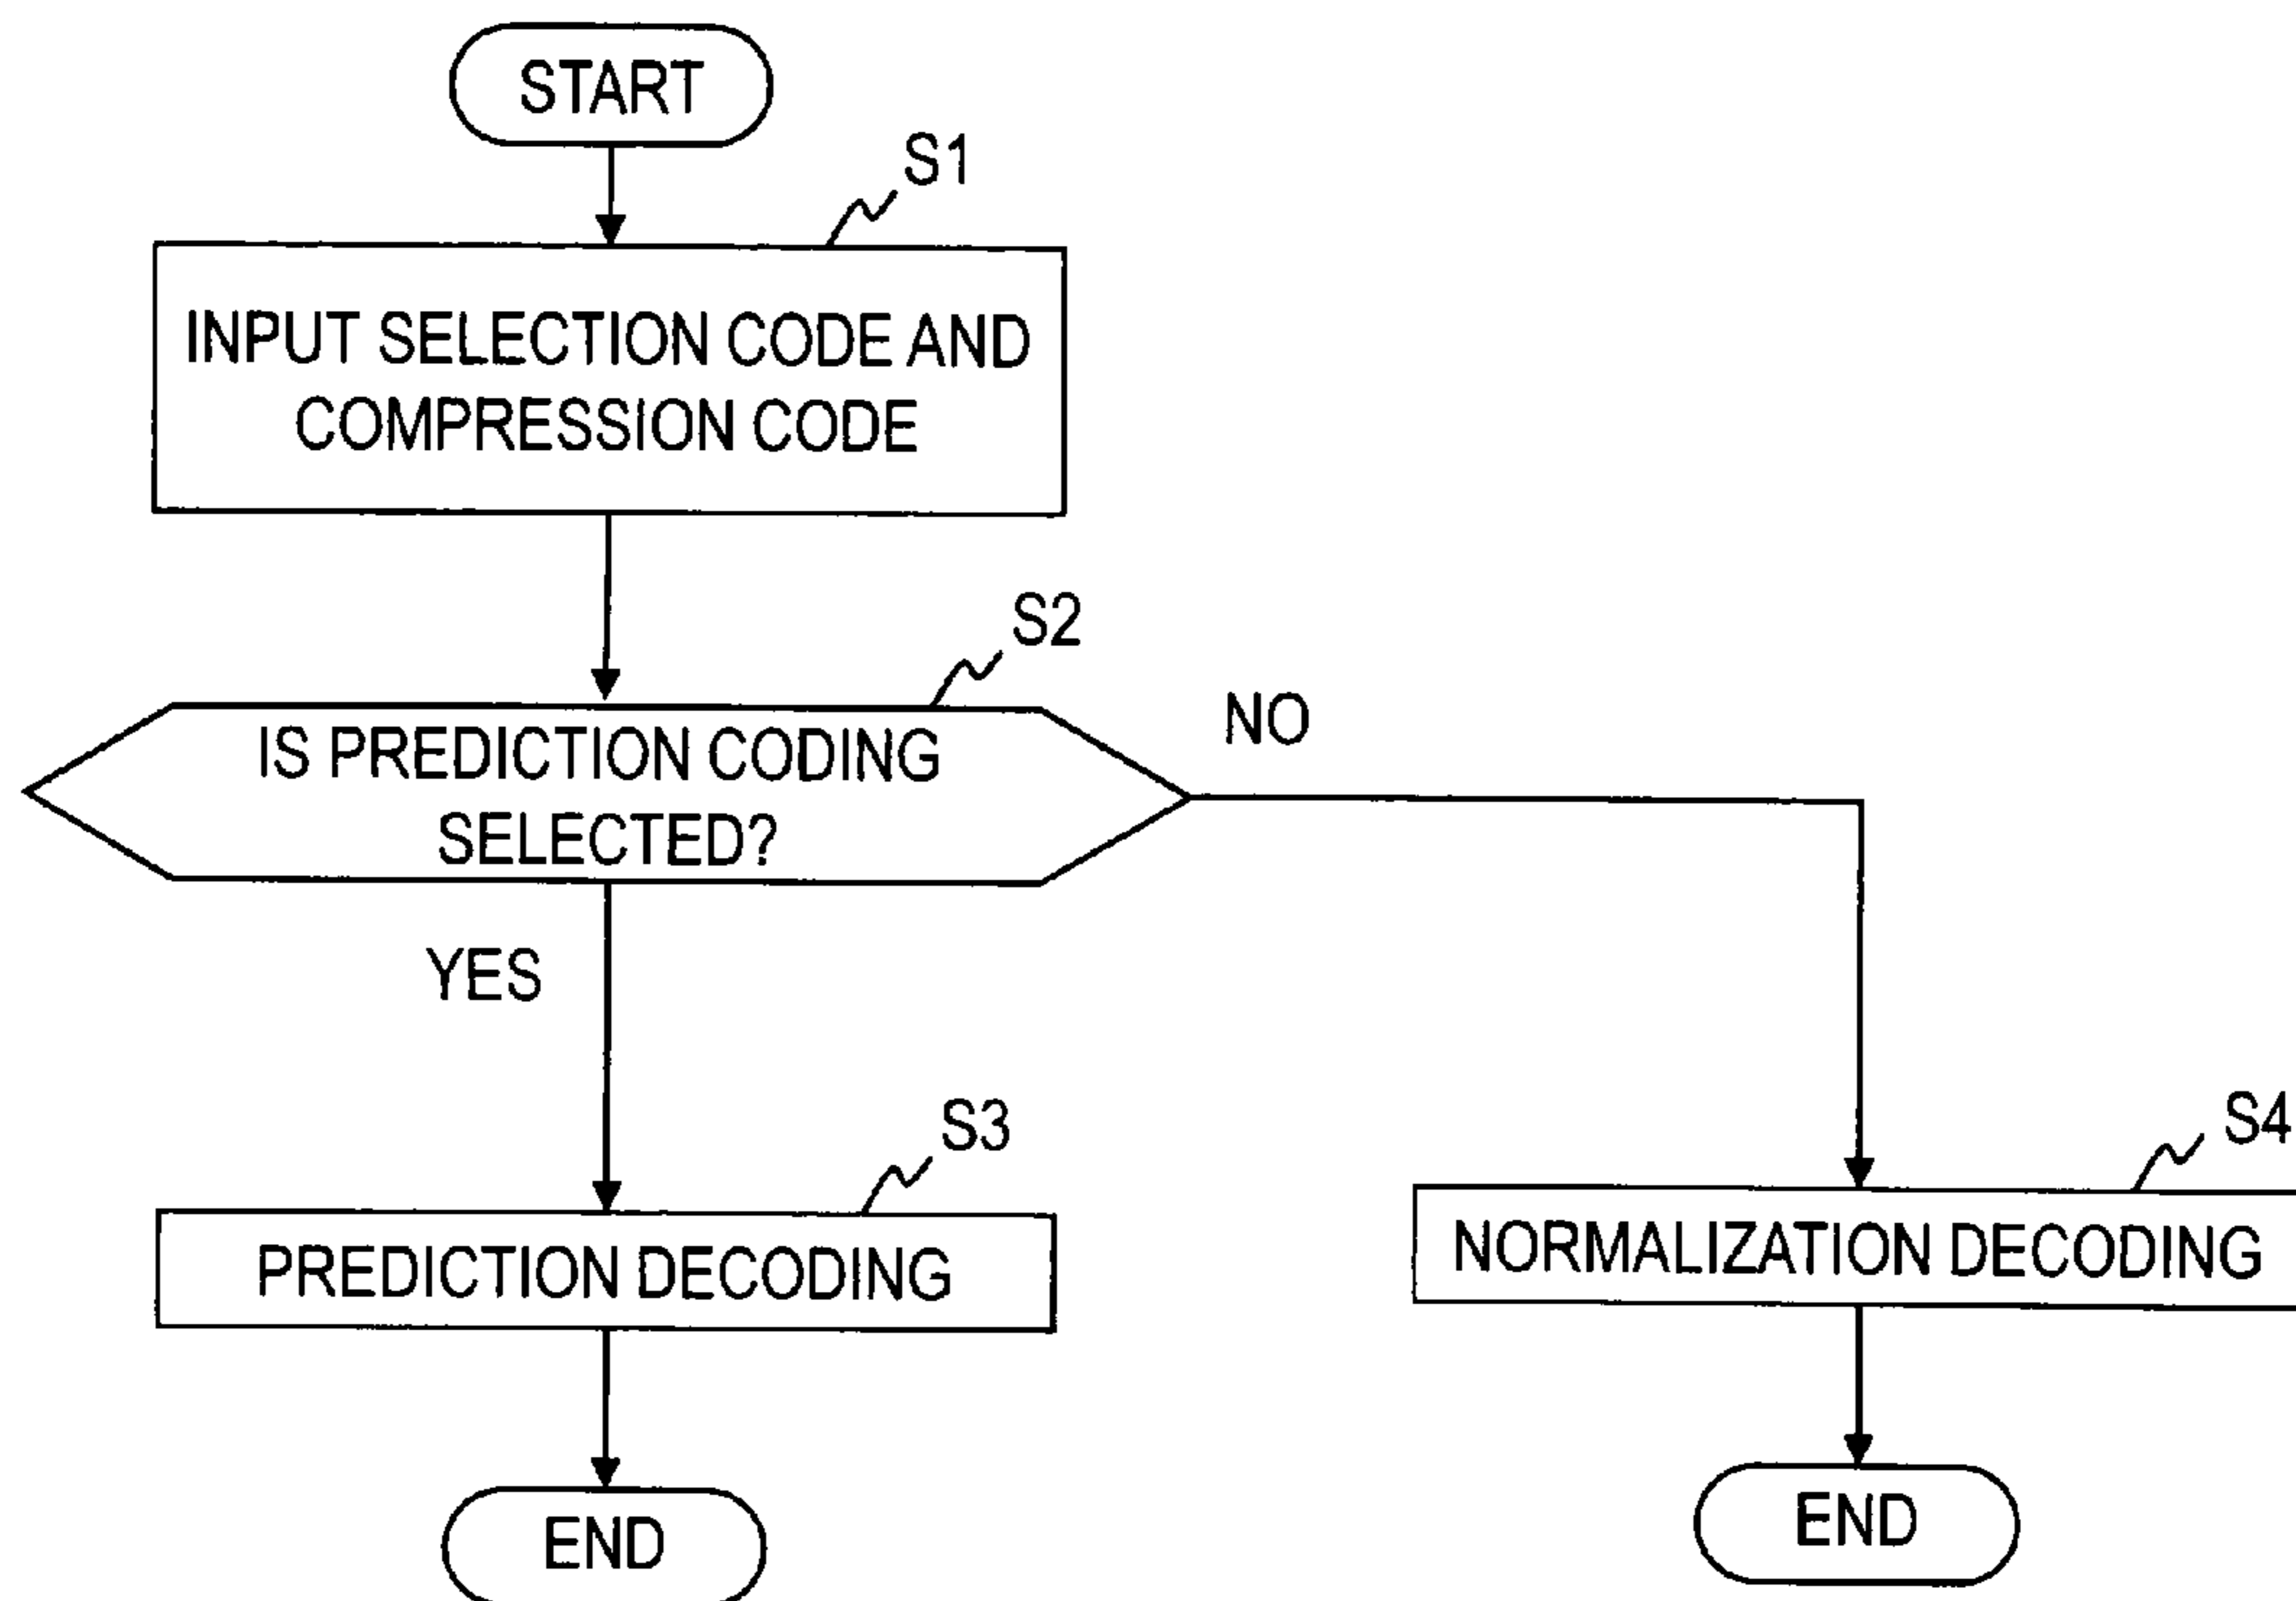 START
S1
INPUT SELECTION CODE AND
COMPRESSION CODE
S2
IS PREDICTION CODING
SELECTED?
NO
YES
S3
PREDICTION DECODING
S4
NORMALIZATION DECODING
END
END